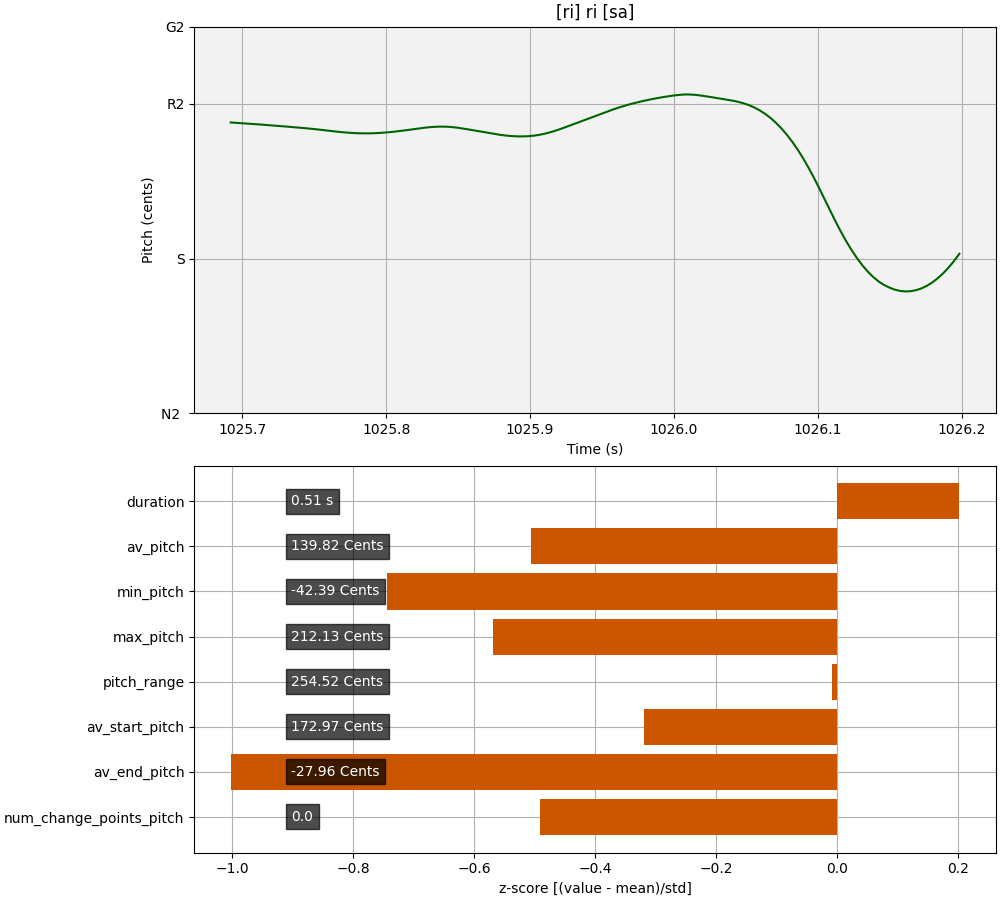 [ri] ri [sa]
G2
R2
S
N2
Pitch (cents)
1025.7 1025.8 1025.9 1026.0 1026.1 1026.2
Time (s)
duration 0.51 s
av_pitch 139.82 Cents
min_pitch -42.39 Cents
max_pitch 212.13 Cents
pitch_range 254.52 Cents
av_start_pitch 172.97 Cents
av_end_pitch -27.96 Cents
num_change_points_pitch 0.0
−1.0 −0.8 −0.6 −0.4 −0.2 0.0 0.2
z-score [(value - mean)/std]